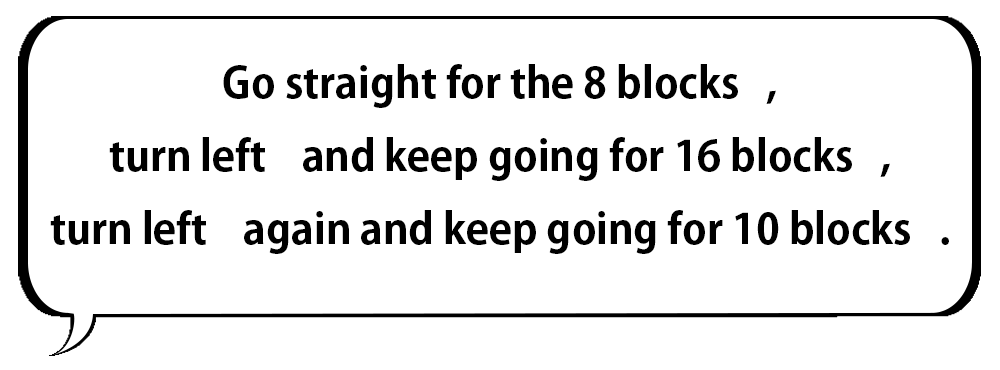 Go straight for the 8 blocks ,
turn left and keep going for 16 blocks ,
turn left again and keep going for 10 blocks .